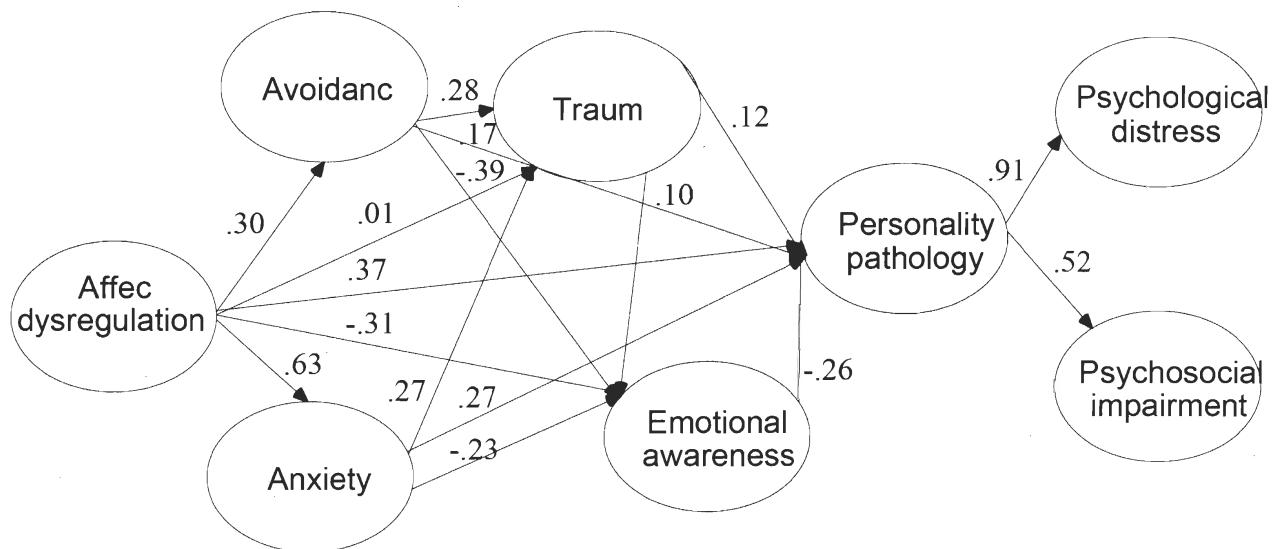 Avoidanc
.28
Traum
.12
Psychological
distress
.17
-.39
.91
.10
.30
.01
Personality
pathology
.37
.52
Affec
dysregulation
-.31
.63
.27
.27
-.26
Emotional
awareness
Psychosocial
impairment
-.23
Anxiety